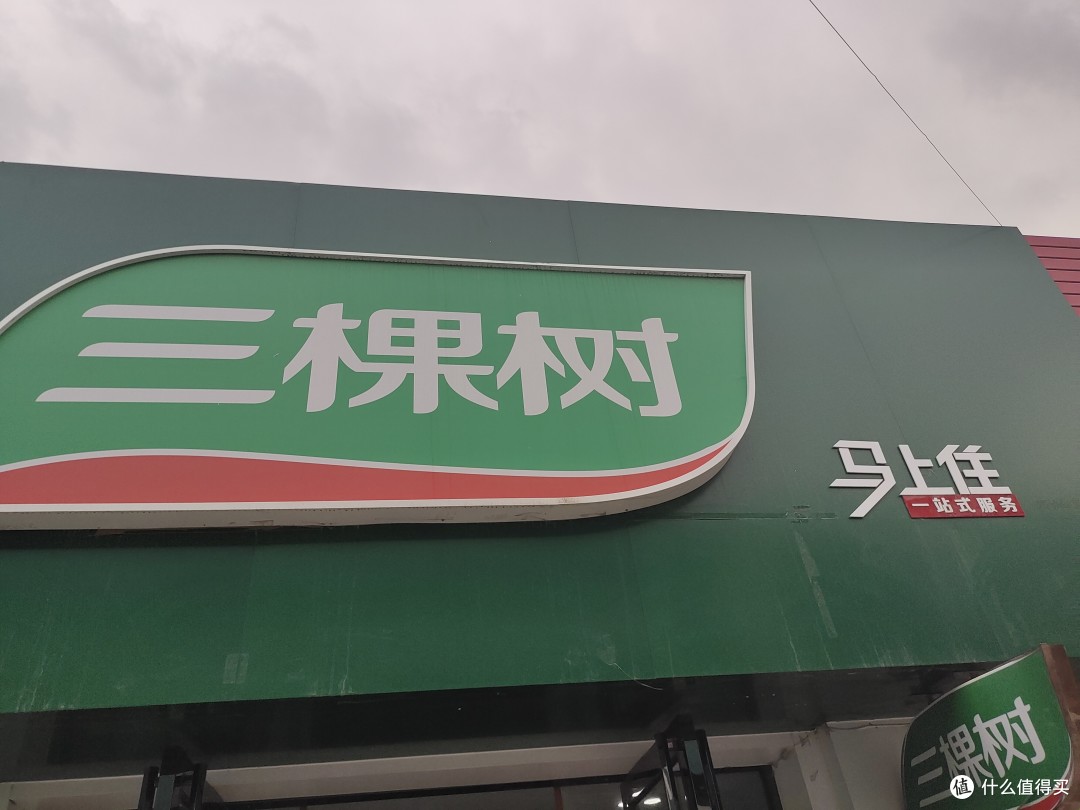 三棵树
马上住
一站式服务
三棵树
值 什么值得买